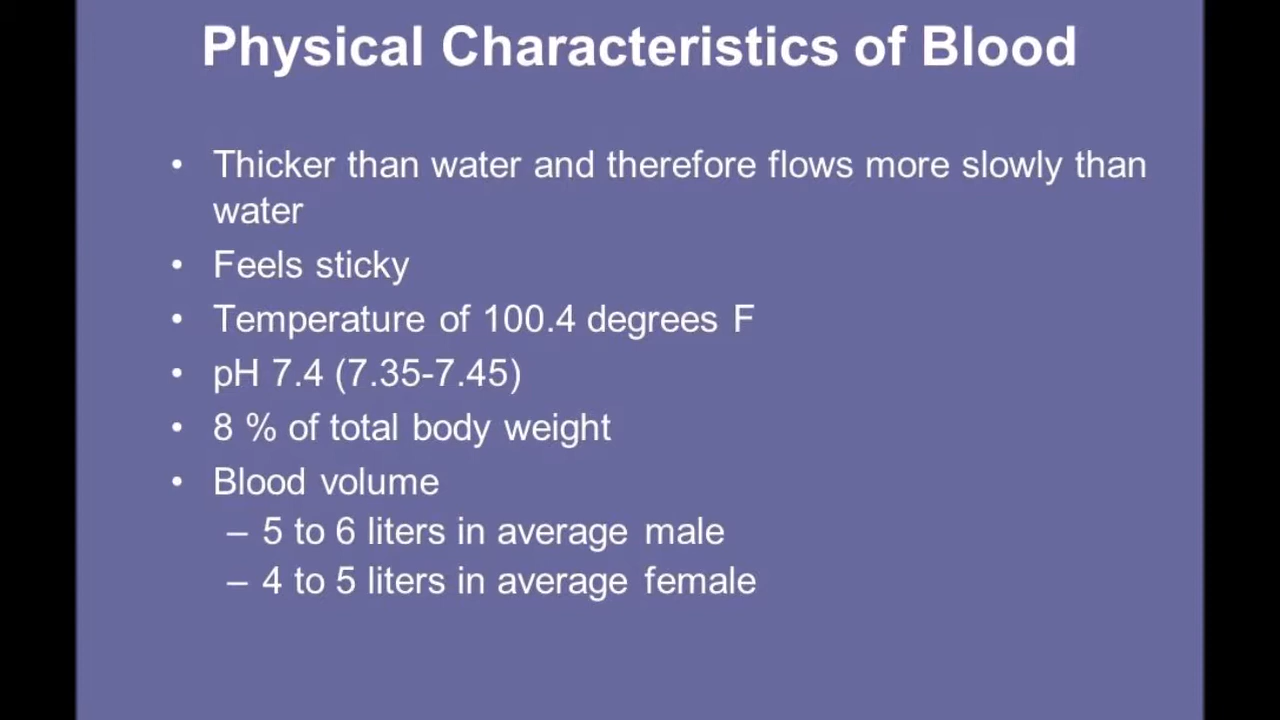 Physical Characteristics of Blood
• Thicker than water and therefore flows more slowly than
water
• Feels sticky
• Temperature of 100.4 degrees F
• pH 7.4 (7.35-7.45)
• 8 % of total body weight
• Blood volume
– 5 to 6 liters in average male
– 4 to 5 liters in average female